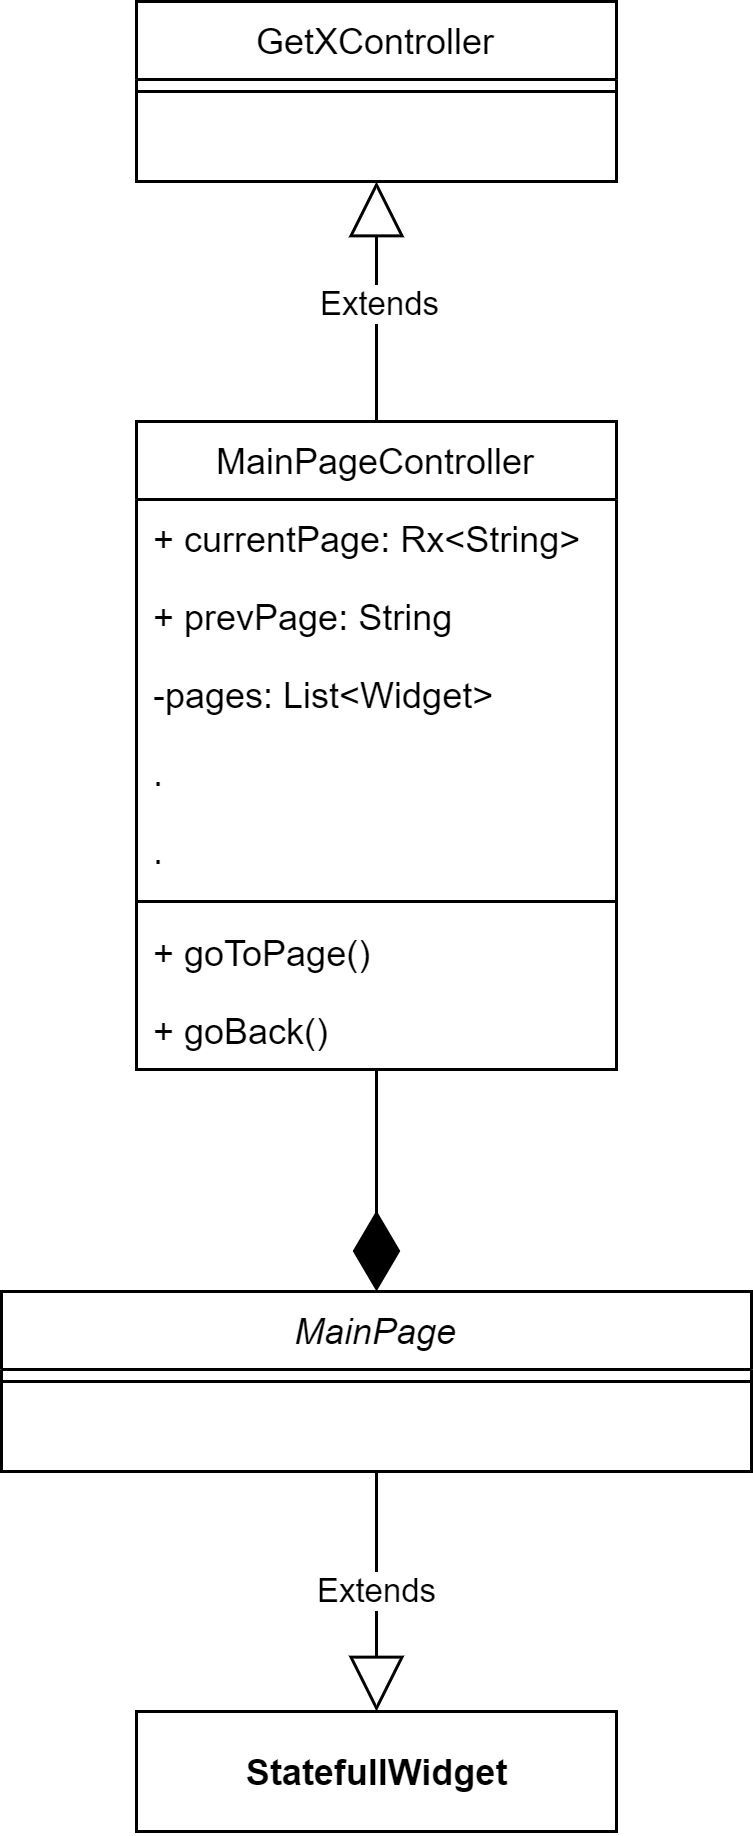 GetXController
Extends
MainPageController
+ currentPage: Rx<String>
+ prevPage: String
-pages: List<Widget>
.
.
+ goToPage()
+ goBack()
MainPage
Extends
StatefullWidget